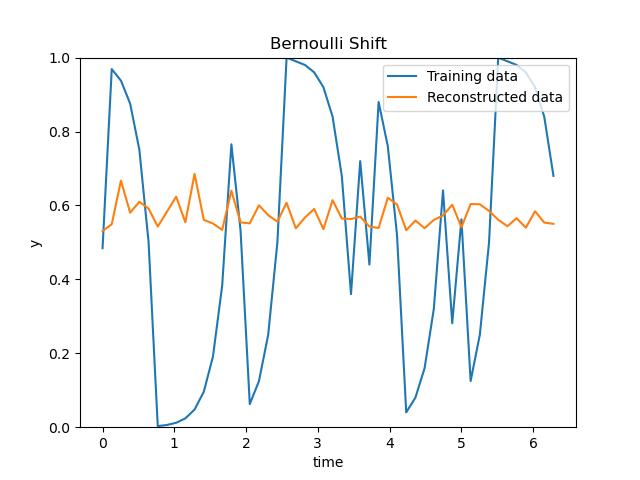 Bernoulli Shift
Training data
Reconstructed data
1.0
0.8
0.6
0.4
0.2
0.0
y
0 1 2 3 4 5 6
time